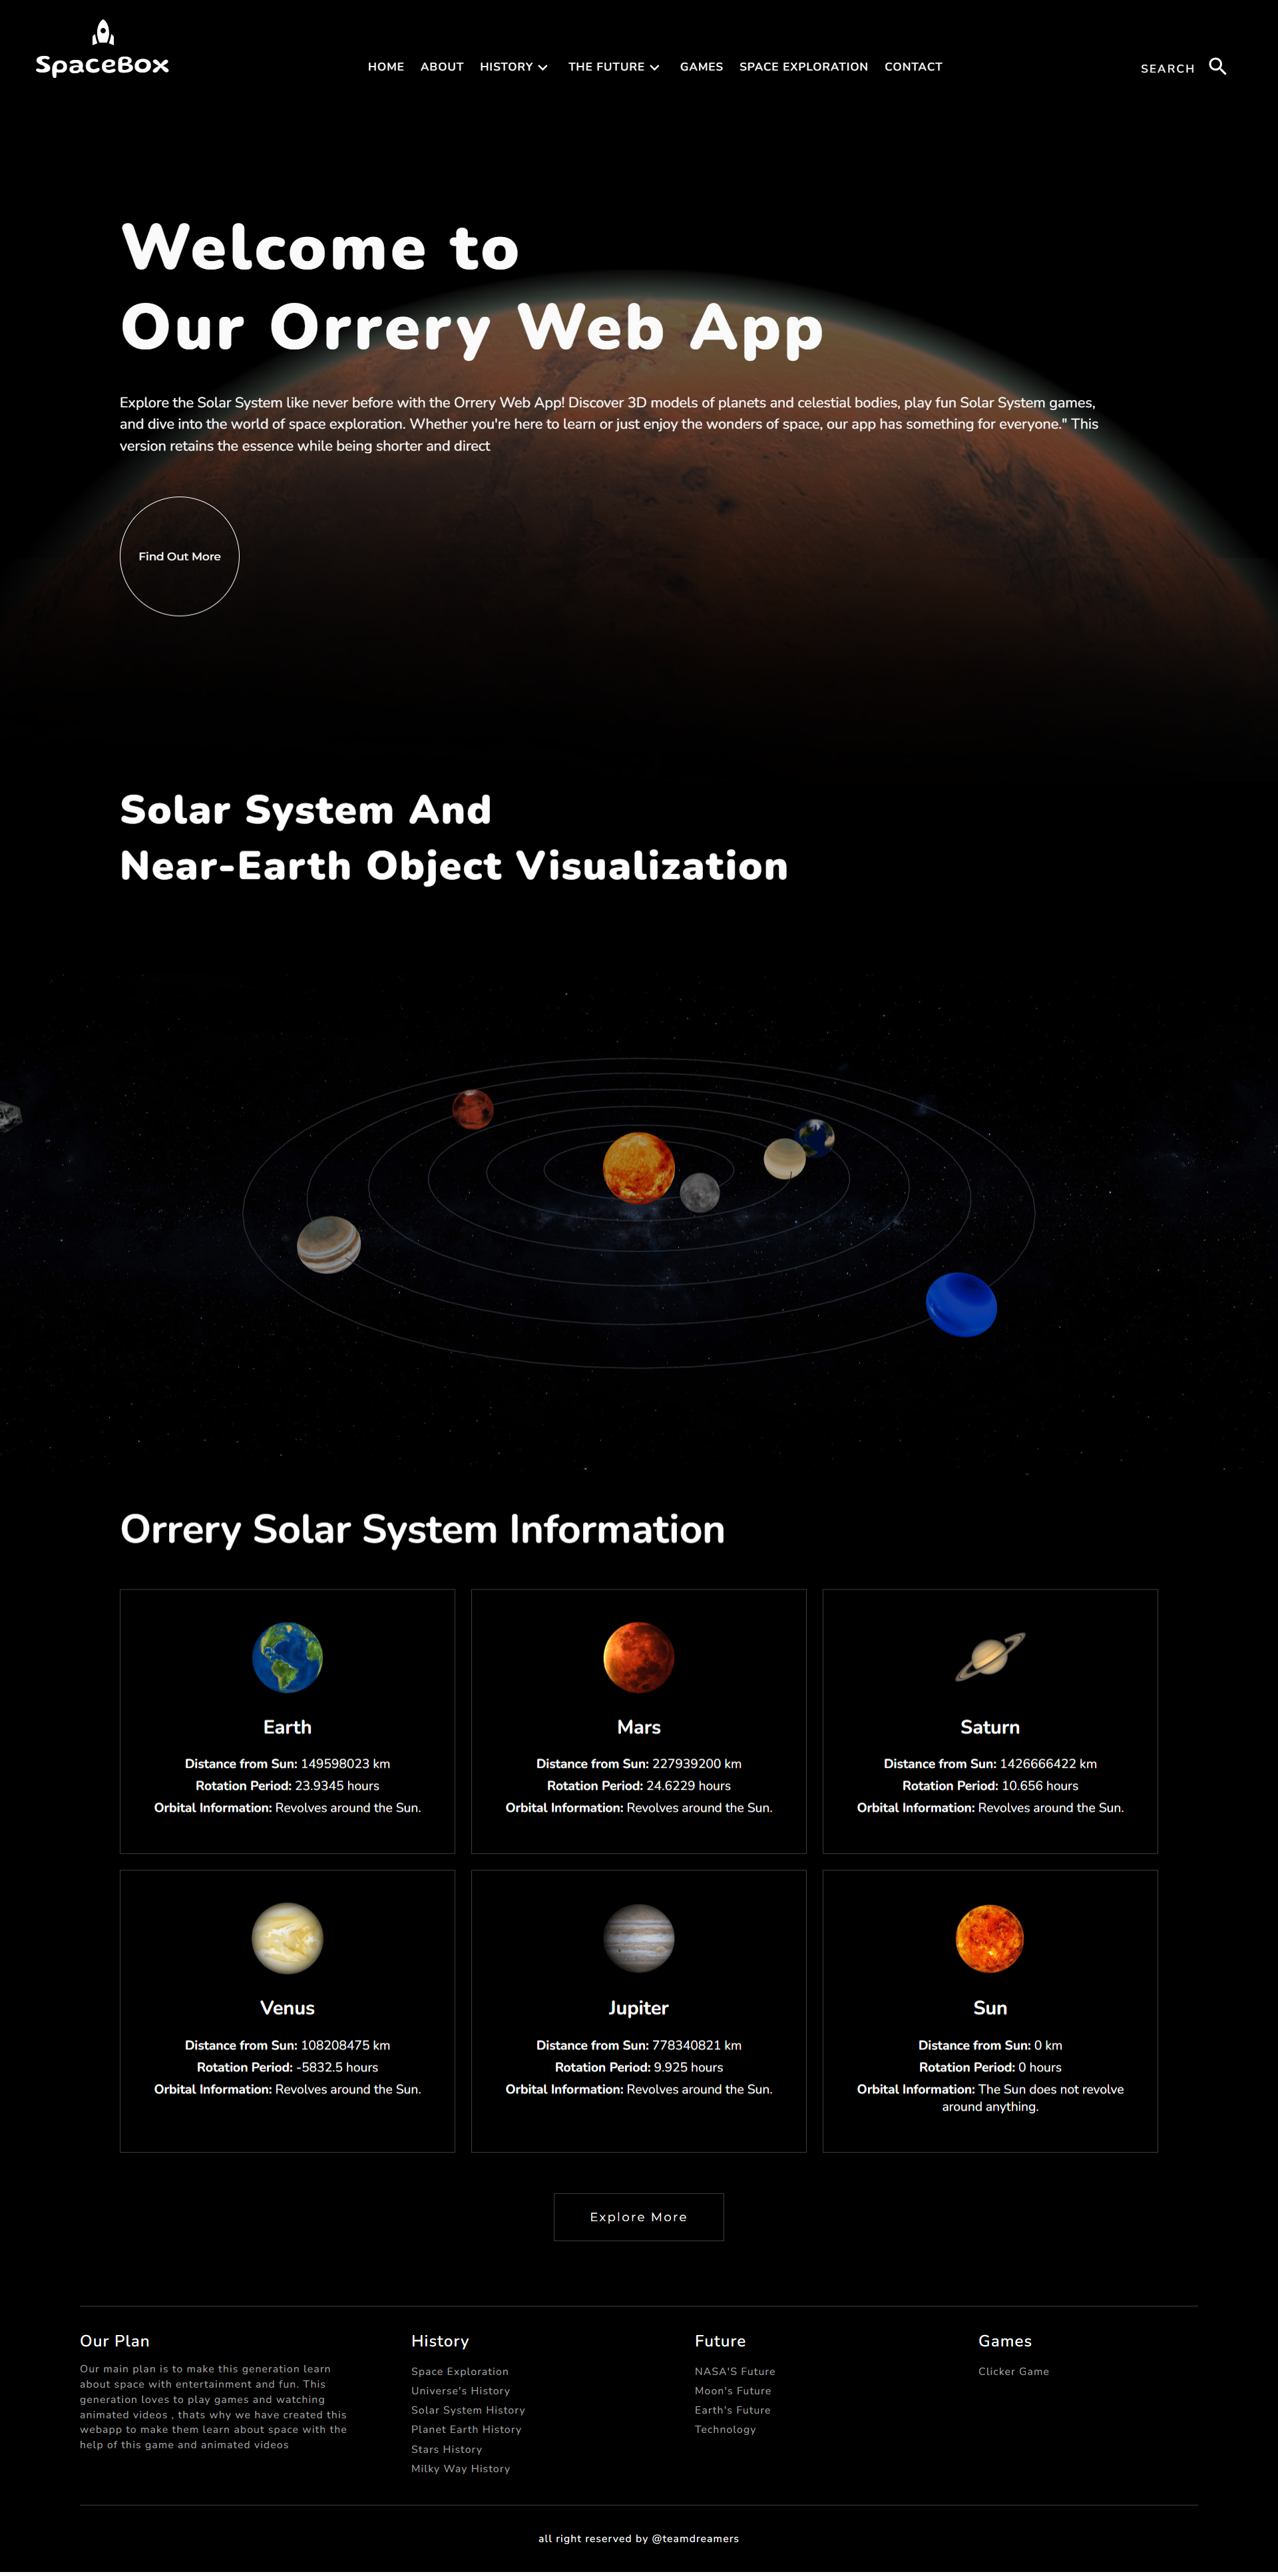 SpaceBox
HOME ABOUT HISTORY THE FUTURE GAMES SPACE EXPLORATION CONTACT
SEARCH
Welcome to
Our Orrery Web App
Explore the Solar System like never before with the Orrery Web App! Discover 3D models of planets and celestial bodies, play fun Solar System games,
and dive into the world of space exploration. Whether you're here to learn or just enjoy the wonders of space, our app has something for everyone." This
version retains the essence while being shorter and direct
Find Out More
Solar System And
Near-Earth Object Visualization
Orrery Solar System Information
Earth
Distance from Sun: 149598023 km
Rotation Period: 23.9345 hours
Orbital Information: Revolves around the Sun.
Mars
Distance from Sun: 227939200 km
Rotation Period: 24.6229 hours
Orbital Information: Revolves around the Sun.
Saturn
Distance from Sun: 1426666422 km
Rotation Period: 10.656 hours
Orbital Information: Revolves around the Sun.
Venus
Distance from Sun: 108208475 km
Rotation Period: -5832.5 hours
Orbital Information: Revolves around the Sun.
Jupiter
Distance from Sun: 778340821 km
Rotation Period: 9.925 hours
Orbital Information: Revolves around the Sun.
Sun
Distance from Sun: 0 km
Rotation Period: 0 hours
Orbital Information: The Sun does not revolve
around anything.
Explore More
Our Plan
Our main plan is to make this generation learn
about space with entertainment and fun. This
generation loves to play games and watching
animated videos , thats why we have created this
webapp to make them learn about space with the
help of this game and animated videos
History
Space Exploration
Universe's History
Solar System History
Planet Earth History
Stars History
Milky Way History
Future
NASA'S Future
Moon's Future
Earth's Future
Technology
Games
Clicker Game
all right reserved by @teamdreamers